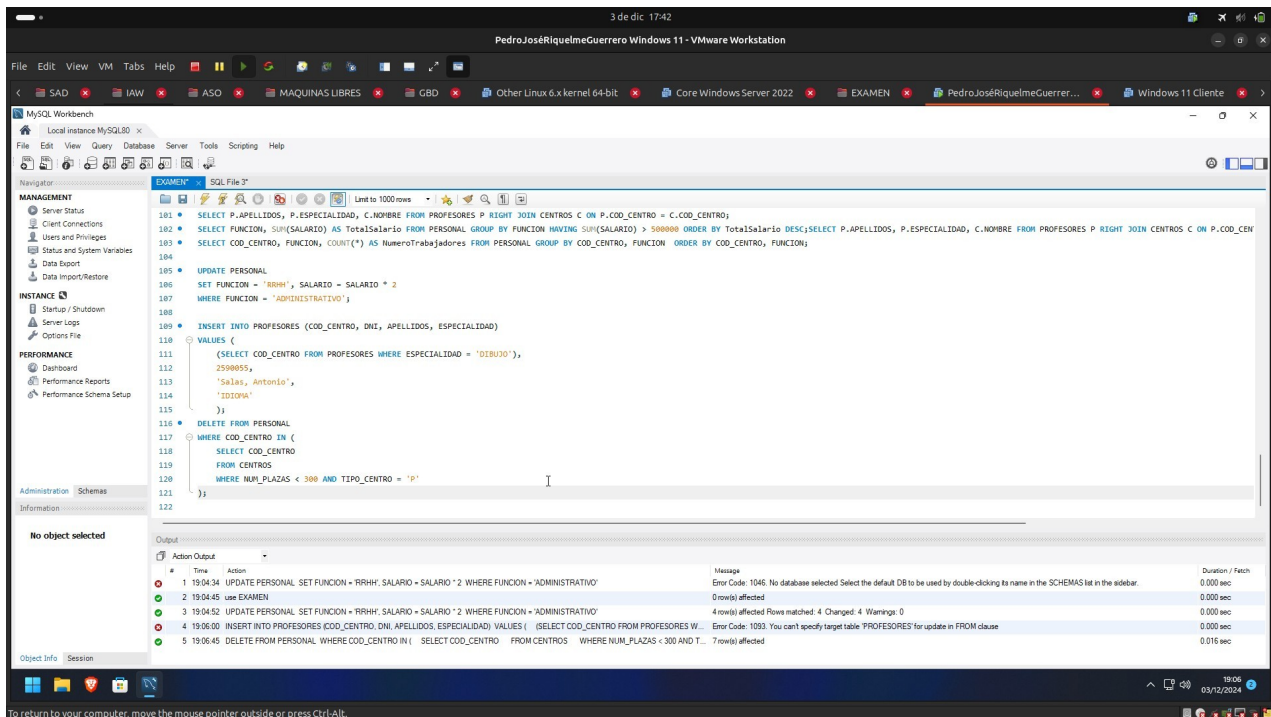 3 de dic 17:42
PedroJoséRiquelmeGuerrero Windows 11 - VMware Workstation
File Edit View VM Tabs Help
SAD IAW ASO MAQUINAS LIBRES GBD Other Linux 6.x kernel 64-bit Core Windows Server 2022 EXAMEN PedroJoséRiquelmeGuerrer... Windows 11 Cliente
MySQL Workbench
Local instance MySQL80
File Edit View Query Database Server Tools Scripting Help
Navigator
EXAMEN* SQL File 3*
MANAGEMENT
Server Status
Client Connections
Users and Privileges
Status and System Variables
Data Export
Data Import/Restore
INSTANCE
Startup / Shutdown
Server Logs
Options File
PERFORMANCE
Dashboard
Performance Reports
Performance Schema Setup
Administration Schemas
Information
No object selected
Object Info Session
Limit to 1000 rows
101 SELECT P.APELLIDOS, P.ESPECIALIDAD, C.NOMBRE FROM PROFESORES P RIGHT JOIN CENTROS C ON P.COD_CENTRO = C.COD_CENTRO;
102 SELECT FUNCION, SUM(SALARIO) AS TotalSalario FROM PERSONAL GROUP BY FUNCION HAVING SUM(SALARIO) > 500000 ORDER BY TotalSalario DESC;SELECT P.APELLIDOS, P.ESPECIALIDAD, C.NOMBRE FROM PROFESORES P RIGHT JOIN CENTROS C ON P.COD_CEN
103 SELECT COD_CENTRO, FUNCION, COUNT(*) AS NumeroTrabajadores FROM PERSONAL GROUP BY COD_CENTRO, FUNCION ORDER BY COD_CENTRO, FUNCION;
104
105 UPDATE PERSONAL
106 SET FUNCION = 'RRHH', SALARIO = SALARIO * 2
107 WHERE FUNCION = 'ADMINISTRATIVO';
108
109 INSERT INTO PROFESORES (COD_CENTRO, DNI, APELLIDOS, ESPECIALIDAD)
110 VALUES (
111 (SELECT COD_CENTRO FROM PROFESORES WHERE ESPECIALIDAD = 'DIBUJO'),
112 2590055,
113 'Salas, Antonio',
114 'IDIOMA'
115 );
116 DELETE FROM PERSONAL
117 WHERE COD_CENTRO IN (
118 SELECT COD_CENTRO
119 FROM CENTROS
120 WHERE NUM_PLAZAS < 300 AND TIPO_CENTRO = 'P'
121 );
122
Output
Action Output
# Time Action Message Duration / Fetch
1 19:04:34 UPDATE PERSONAL SET FUNCION = 'RRHH', SALARIO = SALARIO * 2 WHERE FUNCION = 'ADMINISTRATIVO' Error Code: 1046. No database selected Select the default DB to be used by double-clicking its name in the SCHEMAS list in the sidebar. 0.000 sec
2 19:04:45 use EXAMEN 0 row(s) affected 0.000 sec
3 19:04:52 UPDATE PERSONAL SET FUNCION = 'RRHH', SALARIO = SALARIO * 2 WHERE FUNCION = 'ADMINISTRATIVO' 4 row(s) affected Rows matched: 4 Changed: 4 Warnings: 0 0.000 sec
4 19:06:00 INSERT INTO PROFESORES (COD_CENTRO, DNI, APELLIDOS, ESPECIALIDAD) VALUES ( (SELECT COD_CENTRO FROM PROFESORES W... Error Code: 1093. You can't specify target table 'PROFESORES' for update in FROM clause 0.000 sec
5 19:06:45 DELETE FROM PERSONAL WHERE COD_CENTRO IN ( SELECT COD_CENTRO FROM CENTROS WHERE NUM_PLAZAS < 300 AND T... 7 row(s) affected 0.016 sec
19:06
03/12/2024
2
To return to your computer, move the mouse pointer outside or press Ctrl-Alt.